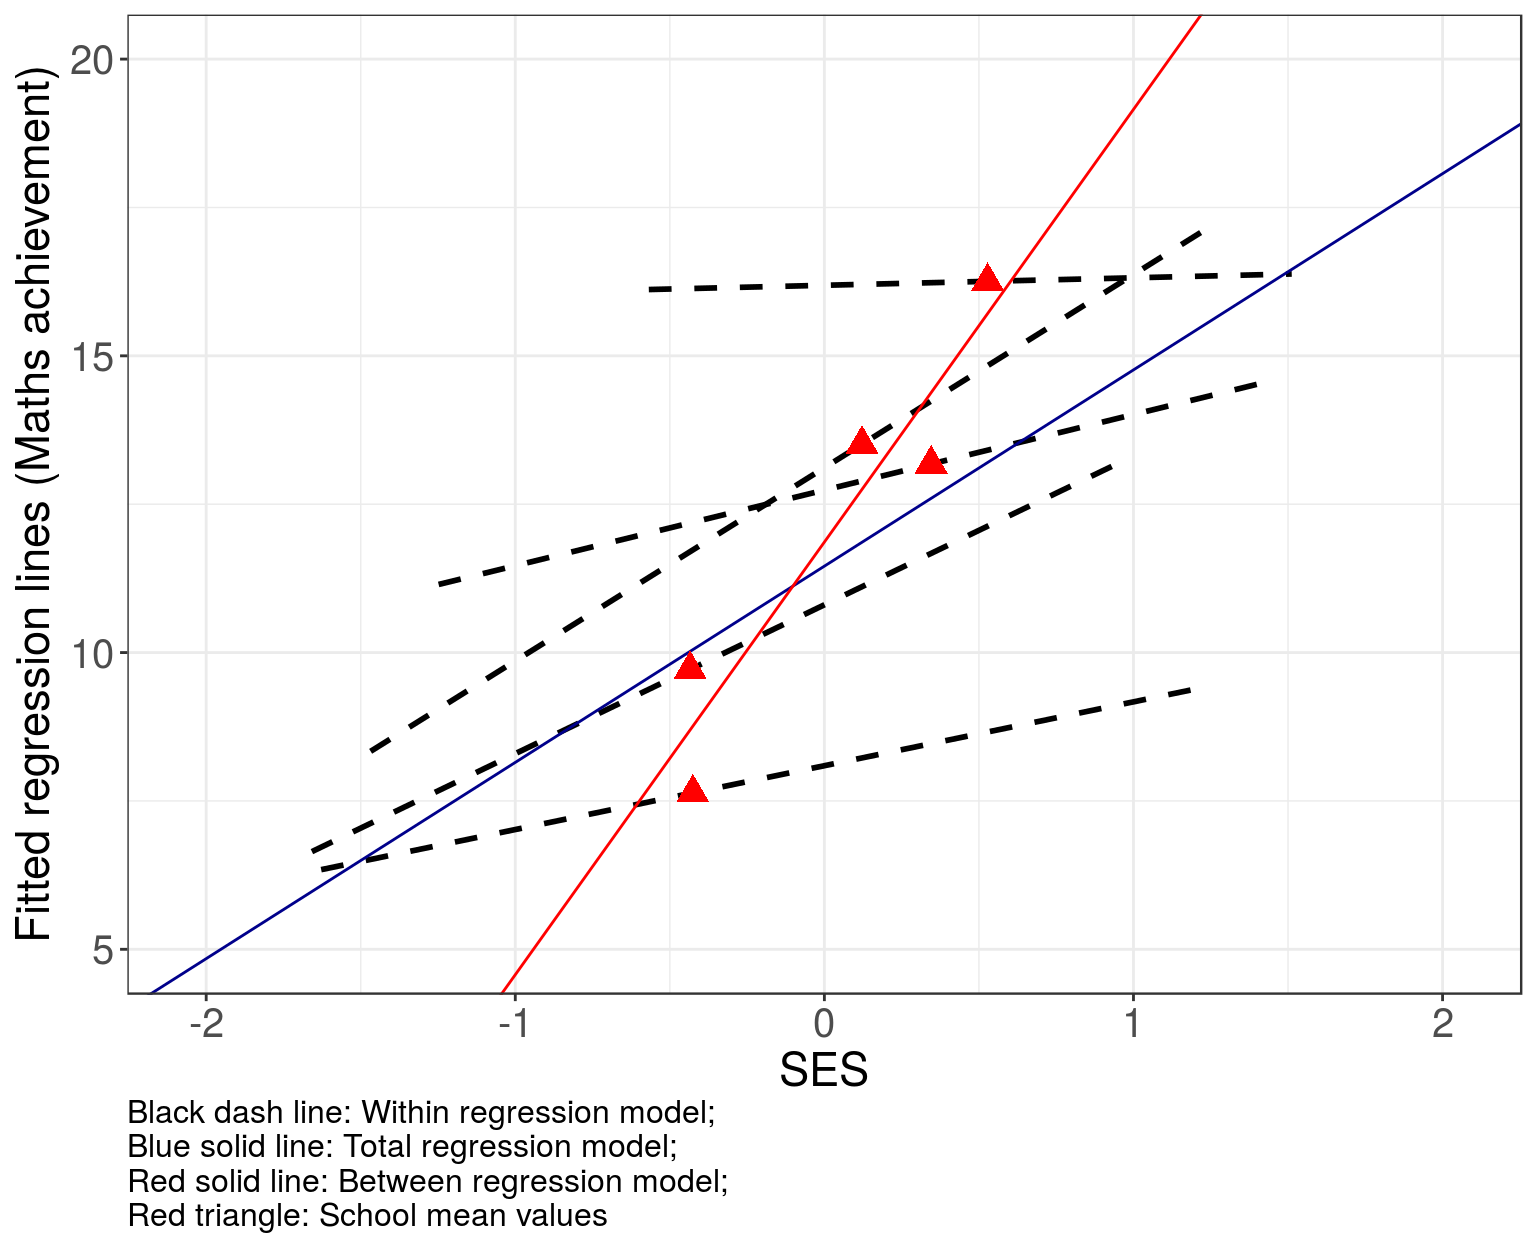 Fitted regression lines (Maths achievement)
20
15
10
5
-2 -1 0 1 2
SES
Black dash line: Within regression model;
Blue solid line: Total regression model;
Red solid line: Between regression model;
Red triangle: School mean values